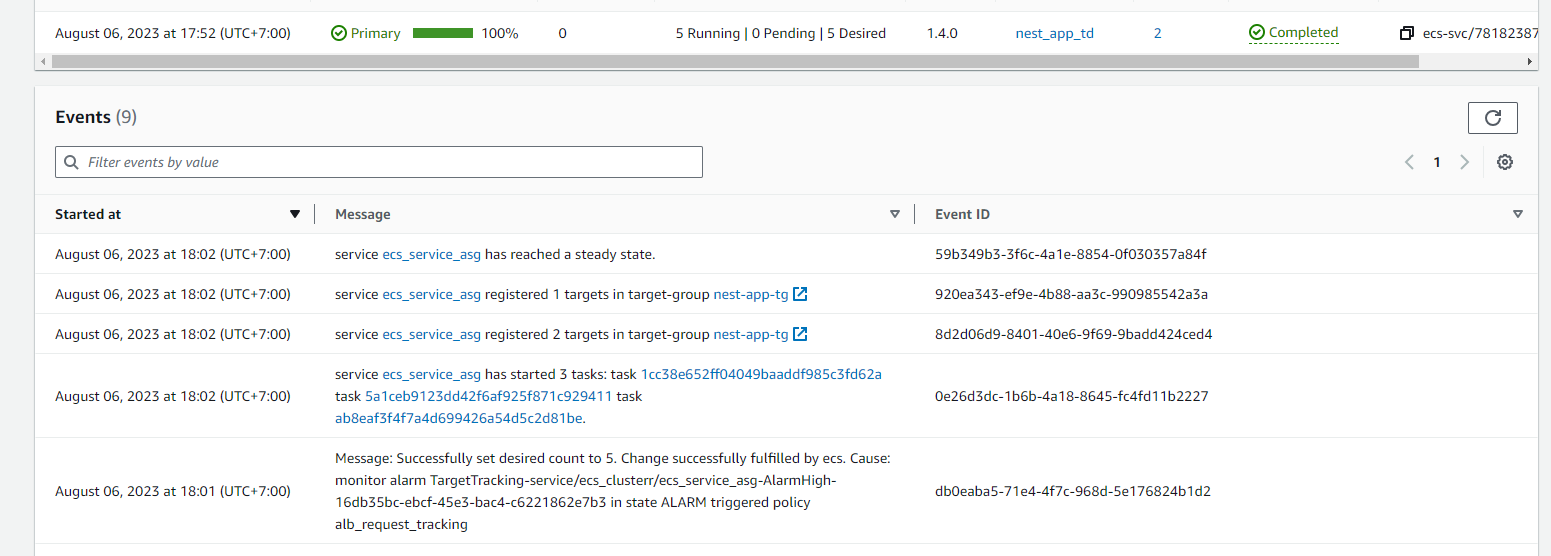 August 06, 2023 at 17:52 (UTC+7:00) Primary 100% 0 5 Running | 0 Pending | 5 Desired 1.4.0 nest_app_td 2 Completed ecs-svc/78182387
Events (9)
Filter events by value
1
Started at Message Event ID
August 06, 2023 at 18:02 (UTC+7:00) service ecs_service_asg has reached a steady state. 59b349b3-3f6c-4a1e-8854-0f030357a84f
August 06, 2023 at 18:02 (UTC+7:00) service ecs_service_asg registered 1 targets in target-group nest-app-tg 920ea343-ef9e-4b88-aa3c-990985542a3a
August 06, 2023 at 18:02 (UTC+7:00) service ecs_service_asg registered 2 targets in target-group nest-app-tg 8d2d06d9-8401-40e6-9f69-9badd424ced4
service ecs_service_asg has started 3 tasks: task 1cc38e652ff04049baaddf985c3fd62a
August 06, 2023 at 18:02 (UTC+7:00) task 5a1ceb9123dd42f6af925f871c929411 task 0e26d3dc-1b6b-4a18-8645-fc4fd11b2227
ab8eaf3f4f7a4d699426a54d5c2d81be.
Message: Successfully set desired count to 5. Change successfully fulfilled by ecs. Cause:
monitor alarm TargetTracking-service/ecs_clusterr/ecs_service_asg-AlarmHigh-
August 06, 2023 at 18:01 (UTC+7:00) 16db35bc-ebcf-45e3-bac4-c6221862e7b3 in state ALARM triggered policy db0eaba5-71e4-4f7c-968d-5e176824b1d2
alb_request_tracking